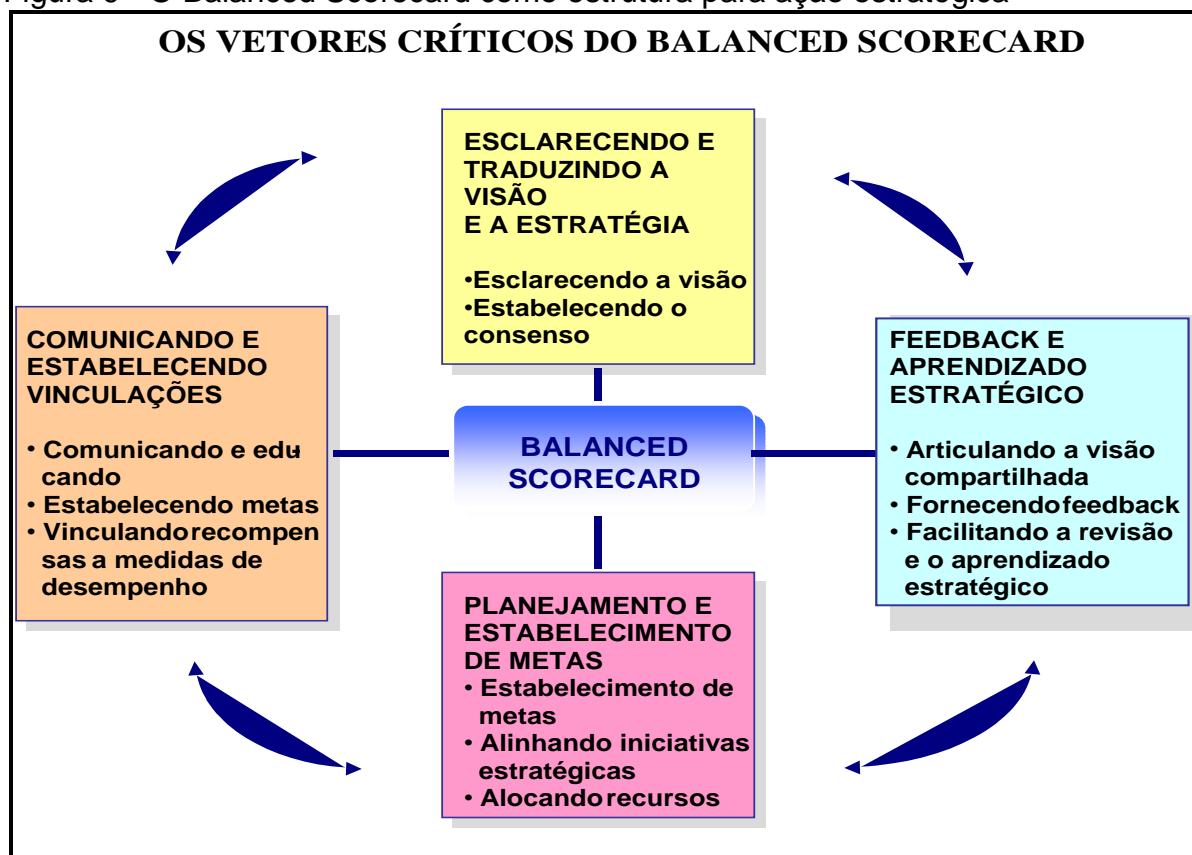 OS VETORES CRÍTICOS DO BALANCED SCORECARD
ESCLARECENDO E
TRADUZINDO A
VISÃO
E A ESTRATÉGIA
•Esclarecendo a visão
•Estabelecendo o
consenso
COMUNICANDO E
ESTABELECENDO
VINCULAÇÕES
• Comunicando e edu-
cando
• Estabelecendo metas
• Vinculando recompen
sas a medidas de
desempenho
BALANCED
SCORECARD
FEEDBACK E
APRENDIZADO
ESTRATÉGICO
• Articulando a visão
compartilhada
• Fornecendo feedback
• Facilitando a revisão
e o aprendizado
estratégico
PLANEJAMENTO E
ESTABELECIMENTO
DE METAS
• Estabelecimento de
metas
• Alinhando iniciativas
estratégicas
• Alocando recursos